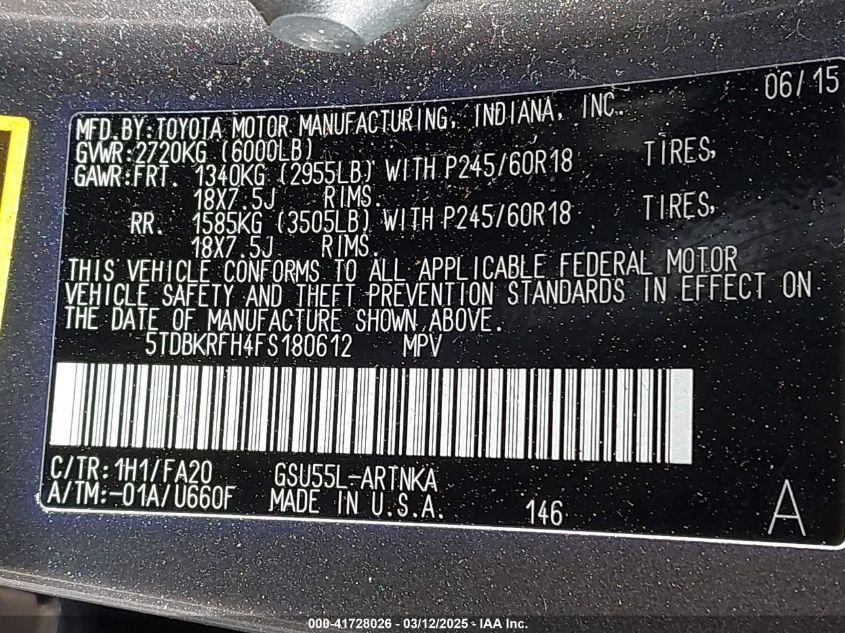 06/15
MFD.BY:TOYOTA MOTOR MANUFACTURING, INDIANA, INC.
GVWR:2720KG (6000LB)
GAWR:FRT. 1340KG (2955LB) WITH P245/60R18 TIRES,
18X7.5J RIMS.
RR. 1585KG (3505LB) WITH P245/60R18 TIRES,
18X7.5J RIMS.
THIS VEHICLE CONFORMS TO ALL APPLICABLE FEDERAL MOTOR
VEHICLE SAFETY AND THEFT PREVENTION STANDARDS IN EFFECT ON
THE DATE OF MANUFACTURE SHOWN ABOVE.
5TDBKRFH4FS180612 MPV
C/TR:1H1/FA20 GSU55L-ARTNKA
A/TM:-01A/U660F MADE IN U.S.A. 146 A
000-41728026 - 03/12/2025 - IAA Inc.